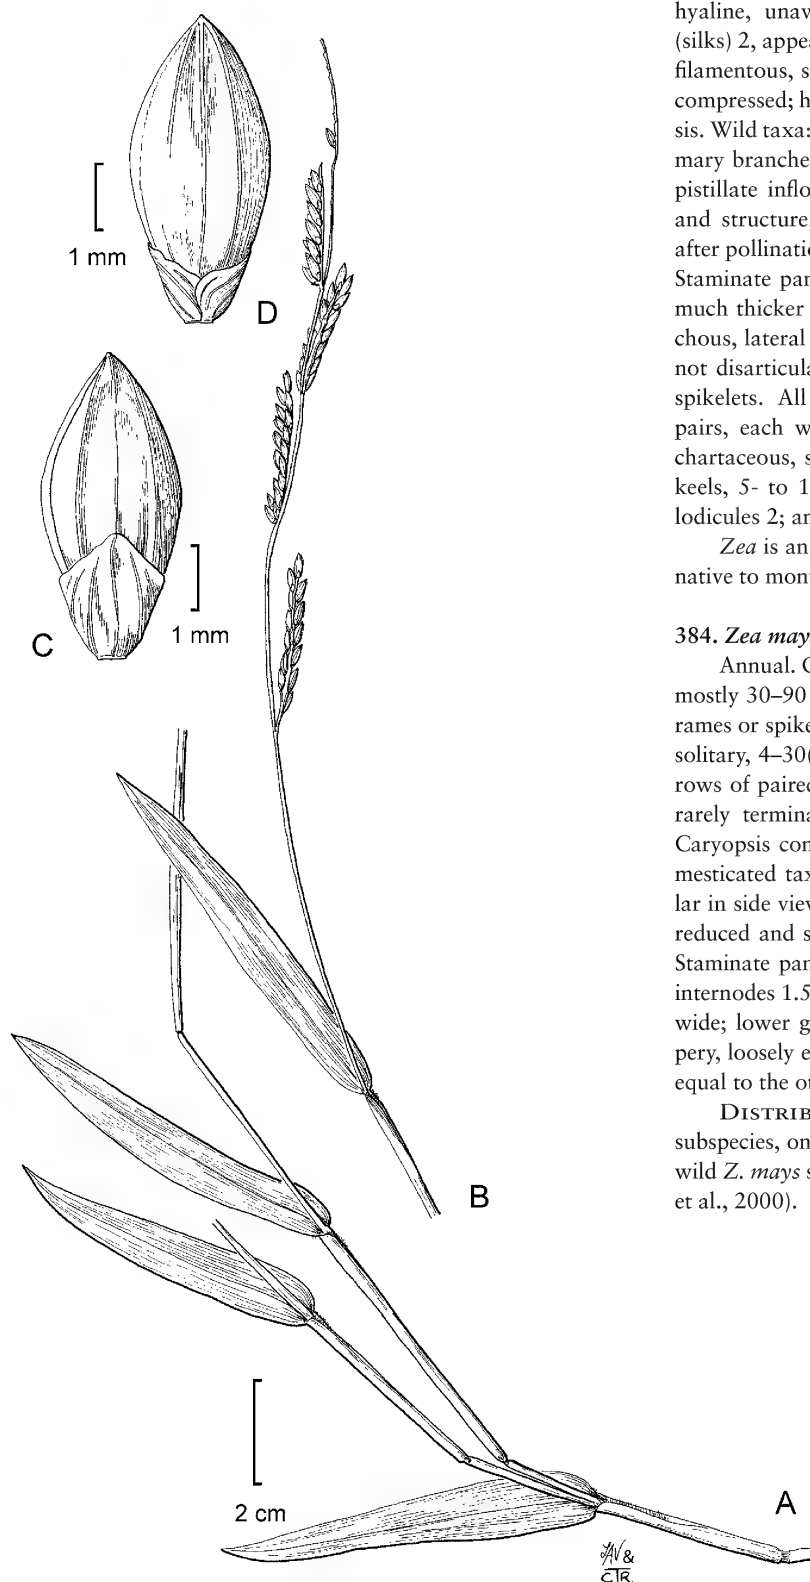 1 mm
D
C
1 mm
B
2 cm
A
JAV &
CTR
hyaline, unav
(silks) 2, appea
filamentous, s
compressed; h
sis. Wild taxa:
mary branche
pistillate inflo
and structure
after pollinatio
Staminate par
much thicker
chous, lateral
not disarticula
spikelets. All
pairs, each w
chartaceous, s
keels, 5- to 1
lodicules 2; an
Zea is an
native to mon
384. Zea may
Annual. C
mostly 30–90
rames or spike
solitary, 4–30(
rows of paired
rarely termina
Caryopsis con
mesticated tax
lar in side view
reduced and s
Staminate pan
internodes 1.5
wide; lower g
pery, loosely e
equal to the ot
DISTRIB
subspecies, on
wild Z. mays s
et al., 2000).